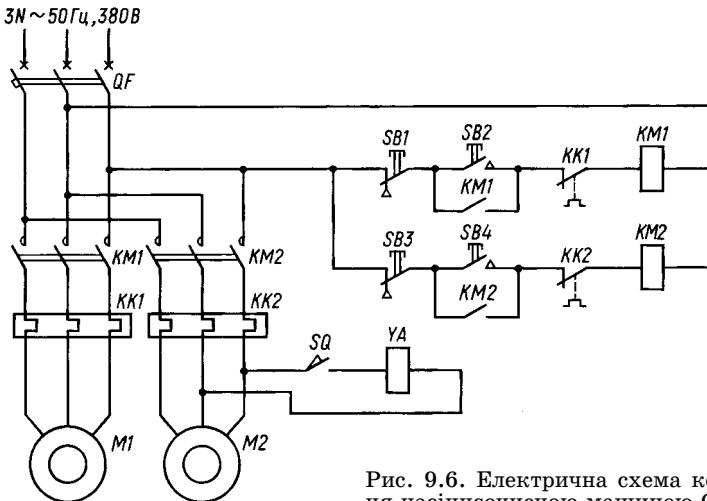 3N~50Гц,380В
QF
SB1
SB2
KK1
KM1
KM1
SB3
SB4
KK2
KM2
KM2
KM1
KM2
KK1
KK2
SQ
YA
M1
M2
Рис. 9.6. Електрична схема